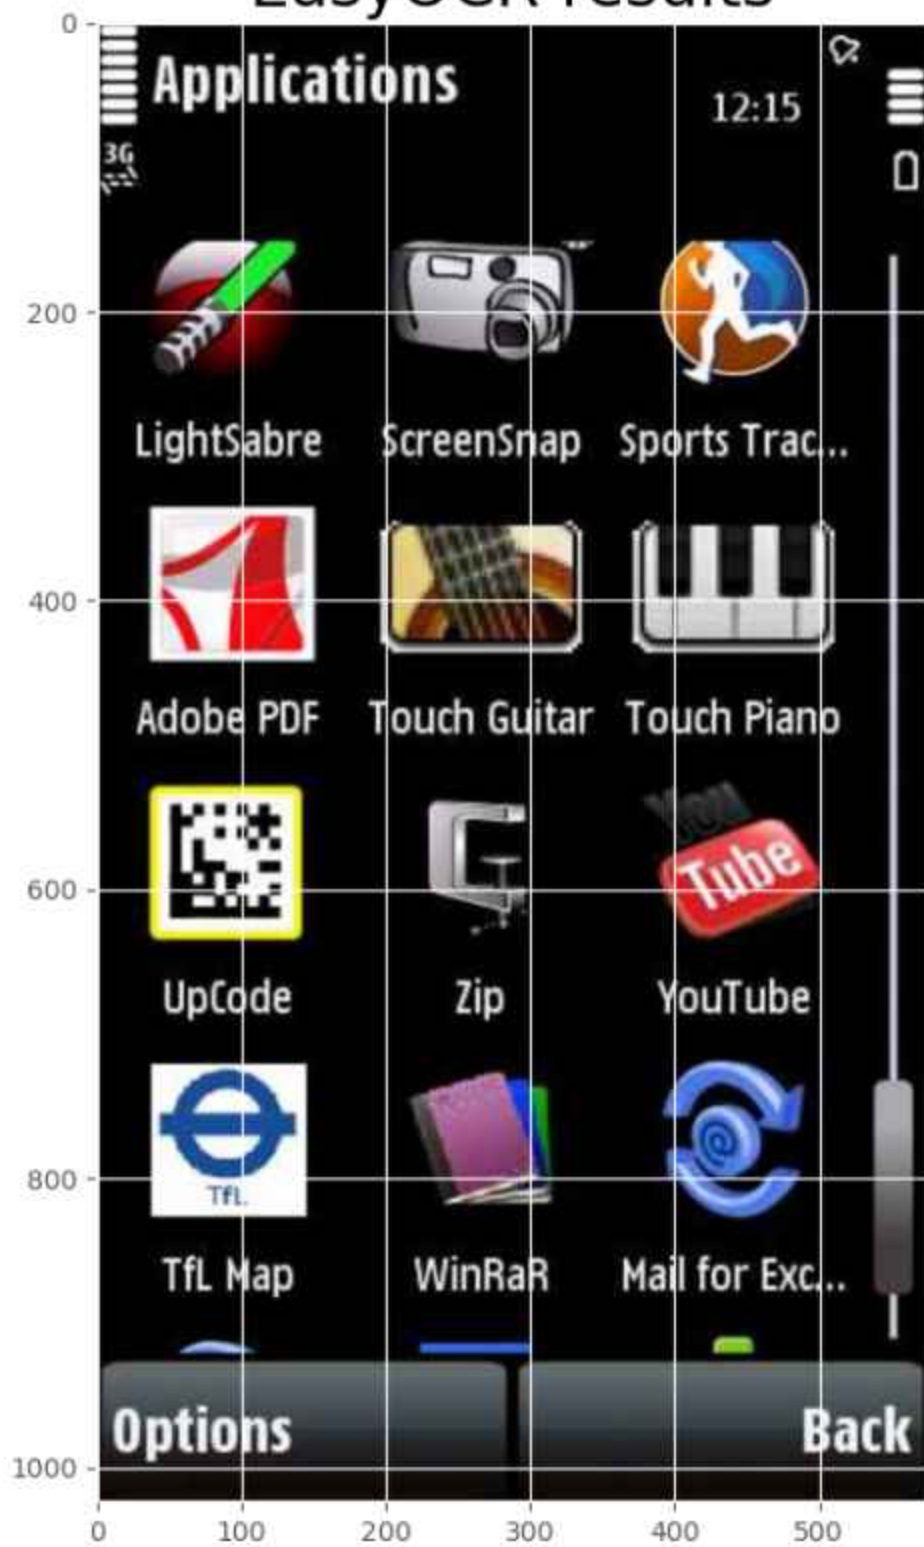 EasyOCR results
0
Applications
12:15
3G
200
LightSabre ScreenSnap Sports Trac...
400
Adobe PDF Touch Guitar Touch Piano
You
Tube
600
UpCode Zip YouTube
@
TfL
800
TfL Map WinRaR Mail for Exc...
Options Back
1000
0 100 200 300 400 500